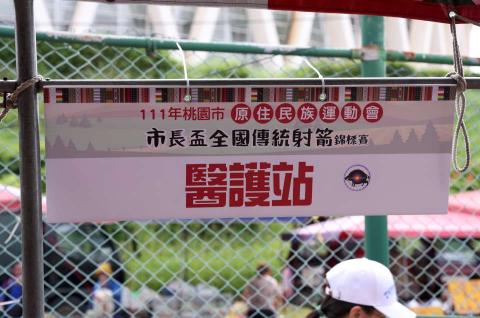 111年桃園市 原住民族運動會
市長盃全國傳統射箭錦標賽
醫護站